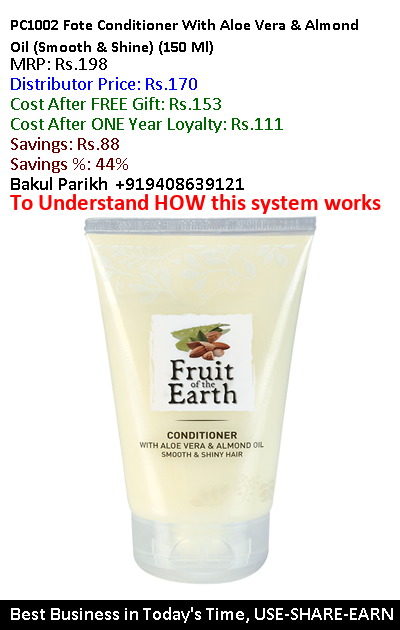 PC1002 Fote Conditioner With Aloe Vera & Almond
Oil (Smooth & Shine) (150 Ml)
MRP: Rs.198
Distributor Price: Rs.170
Cost After FREE Gift: Rs.153
Cost After ONE Year Loyalty: Rs.111
Savings: Rs.88
Savings %: 44%
Bakul Parikh +919408639121
To Understand HOW this system works
Fruit
of the
Earth
CONDITIONER
WITH ALOE VERA & ALMOND OIL
SMOOTH & SHINY HAIR
Best Business in Today's Time, USE-SHARE-EARN